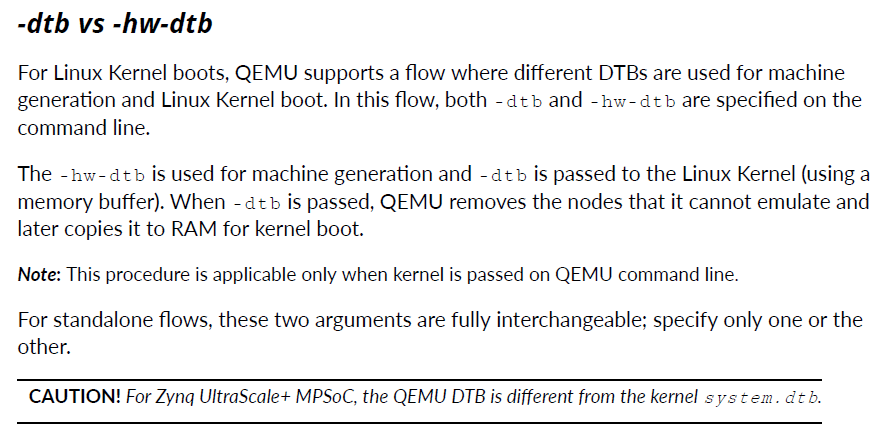 -dtb vs -hw-dtb
For Linux Kernel boots, QEMU supports a flow where different DTBs are used for machine
generation and Linux Kernel boot. In this flow, both -dtb and -hw-dtb are specified on the
command line.
The -hw-dtb is used for machine generation and -dtb is passed to the Linux Kernel (using a
memory buffer). When -dtb is passed, QEMU removes the nodes that it cannot emulate and
later copies it to RAM for kernel boot.
Note: This procedure is applicable only when kernel is passed on QEMU command line.
For standalone flows, these two arguments are fully interchangeable; specify only one or the
other.
CAUTION! For Zynq UltraScale+ MPSoC, the QEMU DTB is different from the kernel system.dtb.